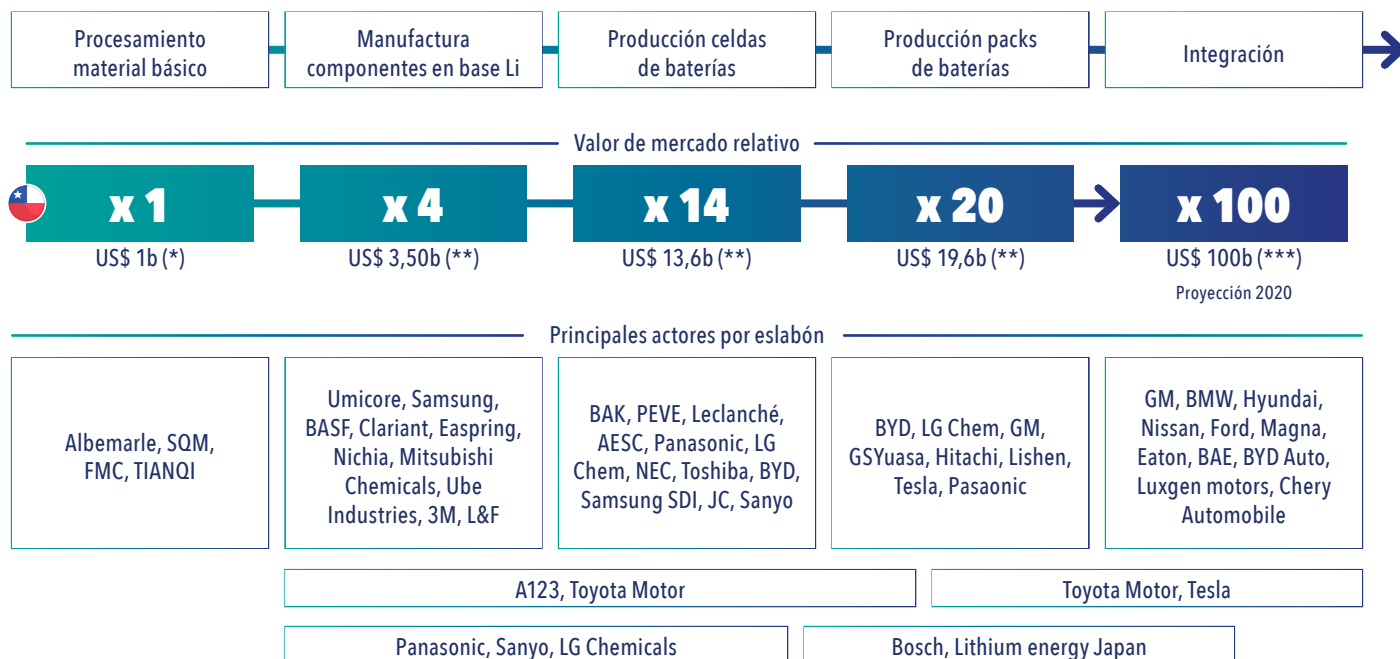 Procesamiento
material básico
Manufactura
componentes en base Li
Producción celdas
de baterías
Producción packs
de baterías
Integración
Valor de mercado relativo
x 1
x 4
x 14
x 20
x 100
US$ 1b (*)
US$ 3,50b (**)
US$ 13,6b (**)
US$ 19,6b (**)
US$ 100b (***)
Proyección 2020
Principales actores por eslabón
Albemarle, SQM,
FMC, TIANQI
Umicore, Samsung,
BASF, Clariant, Easpring,
Nichia, Mitsubishi
Chemicals, Ube
Industries, 3M, L&F
BAK, PEVE, Leclanché,
AESC, Panasonic, LG
Chem, NEC, Toshiba, BYD,
Samsung SDI, JC, Sanyo
BYD, LG Chem, GM,
GSYuasa, Hitachi, Lishen,
Tesla, Pasaonic
GM, BMW, Hyundai,
Nissan, Ford, Magna,
Eaton, BAE, BYD Auto,
Luxgen motors, Chery
Automobile
A123, Toyota Motor
Toyota Motor, Tesla
Panasonic, Sanyo, LG Chemicals
Bosch, Lithium energy Japan